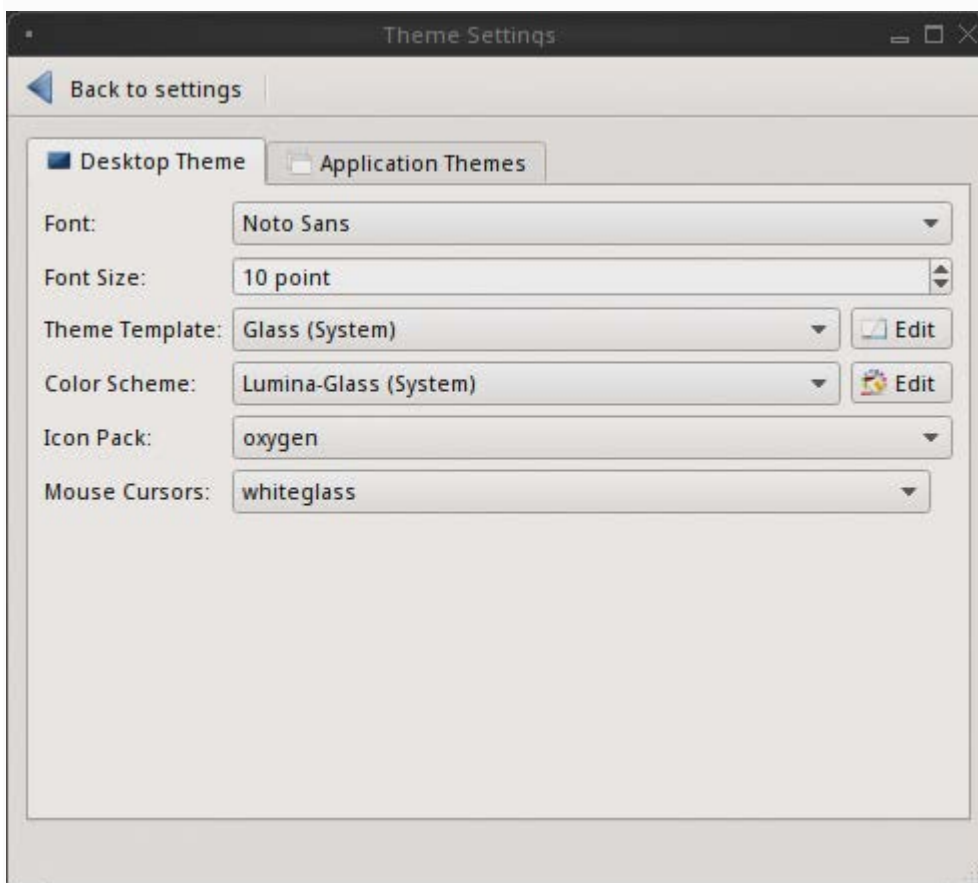 Theme Settings
Back to settings
Desktop Theme Application Themes
Font: Noto Sans
Font Size: 10 point
Theme Template: Glass (System) Edit
Color Scheme: Lumina-Glass (System) Edit
Icon Pack: oxygen
Mouse Cursors: whiteglass